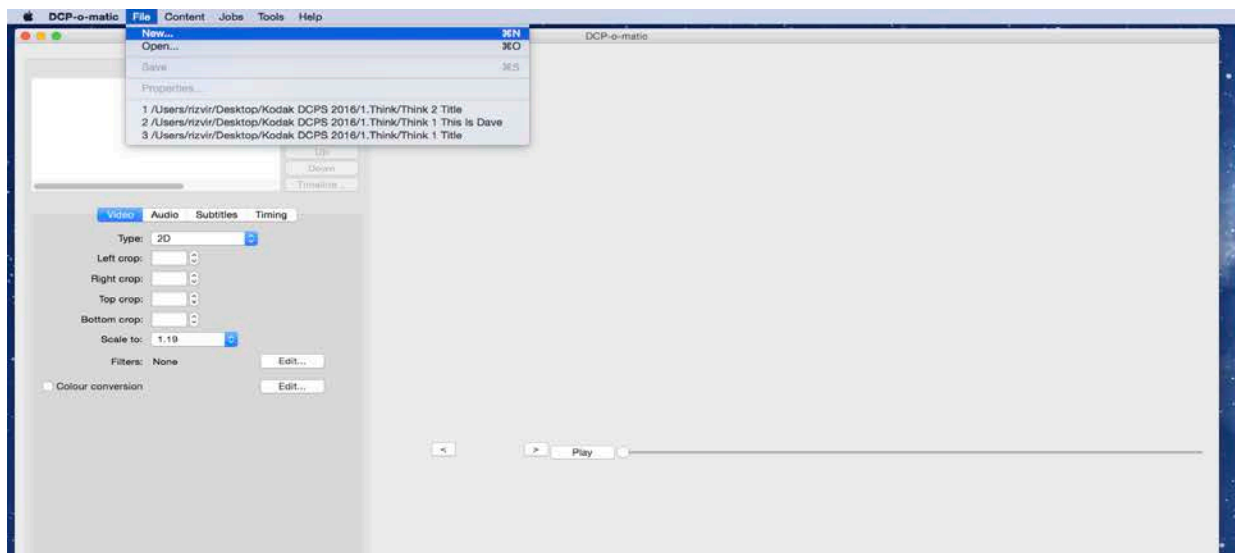 DCP-o-matic File Content Jobs Tools Help
New... ⌘N
DCP-o-matic
Open... ⌘O
Save ⌘S
Properties...
1 /Users/rizvir/Desktop/Kodak DCPS 2016/1.Think/Think 2 Title
2 /Users/rizvir/Desktop/Kodak DCPS 2016/1.Think/Think 1 This Is Dave
3 /Users/rizvir/Desktop/Kodak DCPS 2016/1.Think/Think 1 Title
Up
Down
Timeline...
Video Audio Subtitles Timing
Type: 2D
Left crop:
Right crop:
Top crop:
Bottom crop:
Scale to: 1.19
Filters: None Edit...
Colour conversion Edit...
< > Play